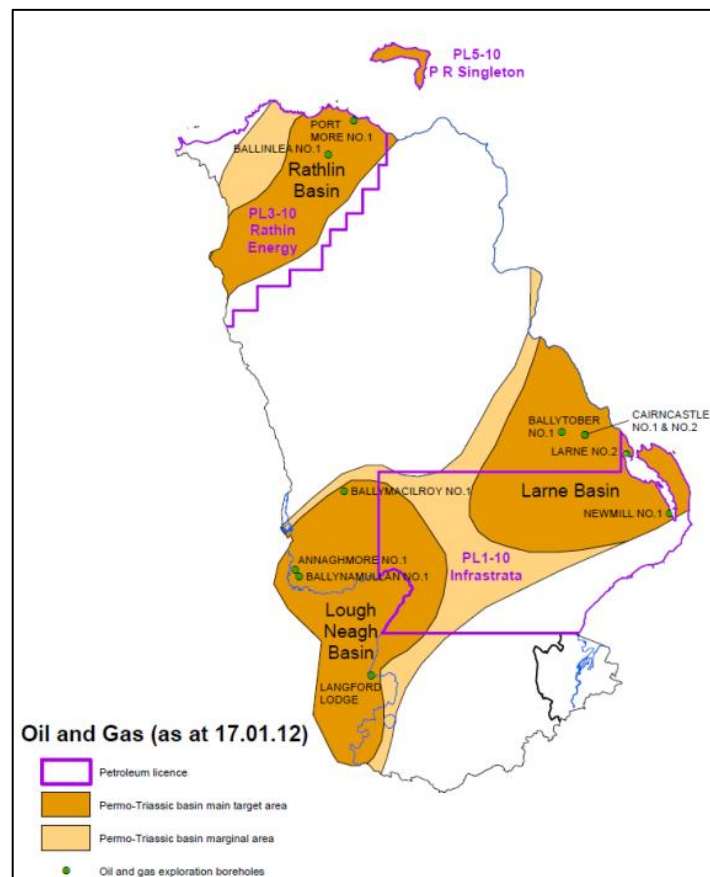 PL5-10
P R Singleton
PORT
MORE NO.1
BALLINLEA NO.1
Rathlin
Basin
PL3-10
Rathin
Energy
BALLYTOBER
NO.1
CAIRNCASTLE
NO.1 & NO.2
LARNE NO.2
Larne Basin
BALLYMACILROY NO.1
NEWMILL NO.1
PL1-10
Infrastrata
ANNAGHMORE NO.1
BALLYNAMULLAN NO.1
Lough
Neagh
Basin
LANGFORD
LODGE
Oil and Gas (as at 17.01.12)
Petroleum licence
Permo-Triassic basin main target area
Permo-Triassic basin marginal area
Oil and gas exploration boreholes